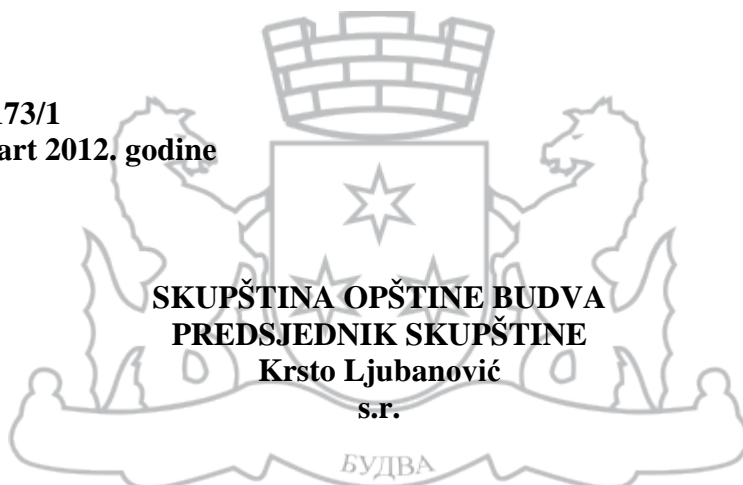 173/1
art 2012. godine
SKUPŠTINA OPŠTINE BUDVA
PREDSJEDNIK SKUPŠTINE
Krsto Ljubanović
s.r.
БУДВА